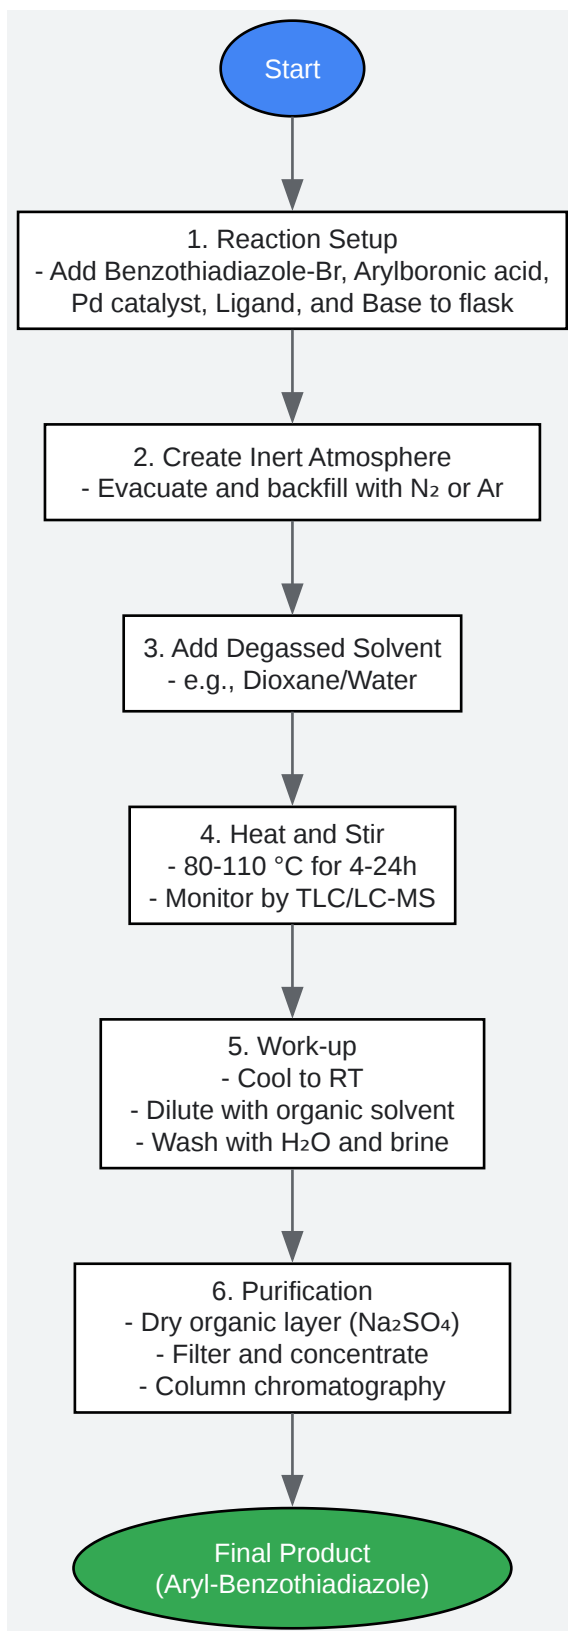 Start
1. Reaction Setup
- Add Benzothiadiazole-Br, Arylboronic acid,
Pd catalyst, Ligand, and Base to flask
2. Create Inert Atmosphere
- Evacuate and backfill with N₂ or Ar
3. Add Degassed Solvent
- e.g., Dioxane/Water
4. Heat and Stir
- 80-110 °C for 4-24h
- Monitor by TLC/LC-MS
5. Work-up
- Cool to RT
- Dilute with organic solvent
- Wash with H₂O and brine
6. Purification
- Dry organic layer (Na₂SO₄)
- Filter and concentrate
- Column chromatography
Final Product
(Aryl-Benzothiadiazole)